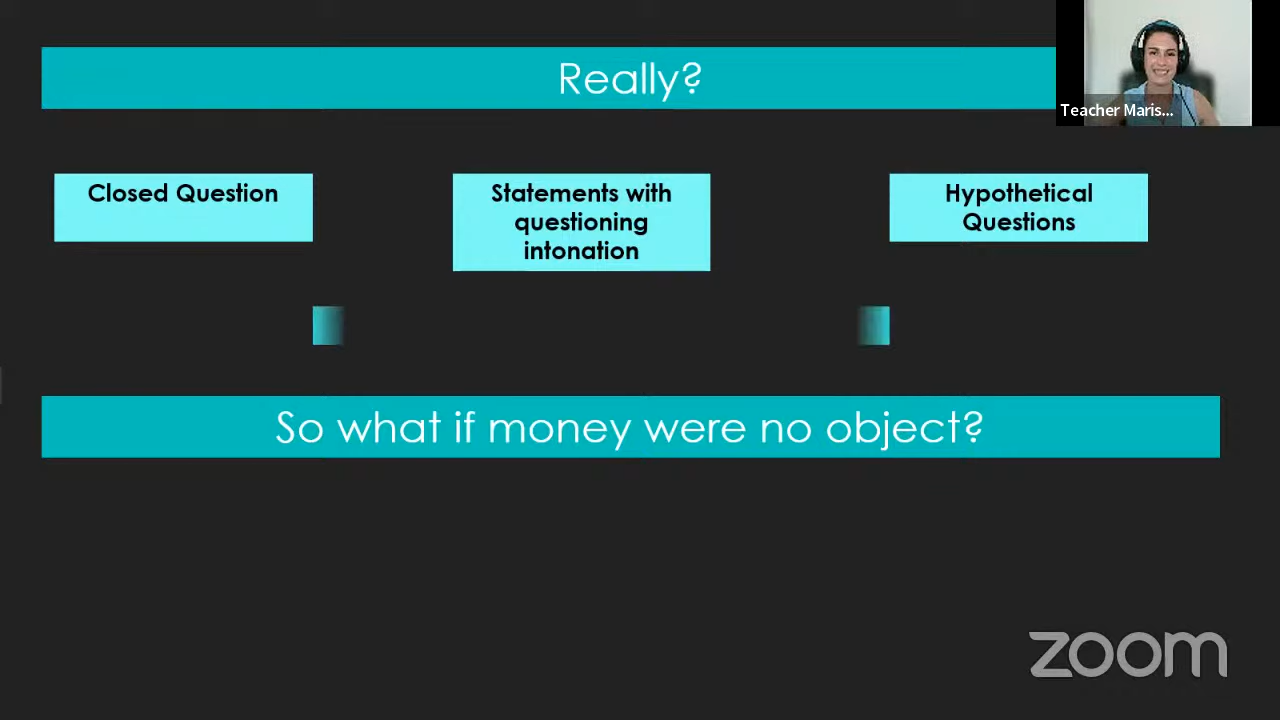 Really?
Teacher Maris...
Closed Question
Statements with
questioning
intonation
Hypothetical
Questions
So what if money were no object?
zoom